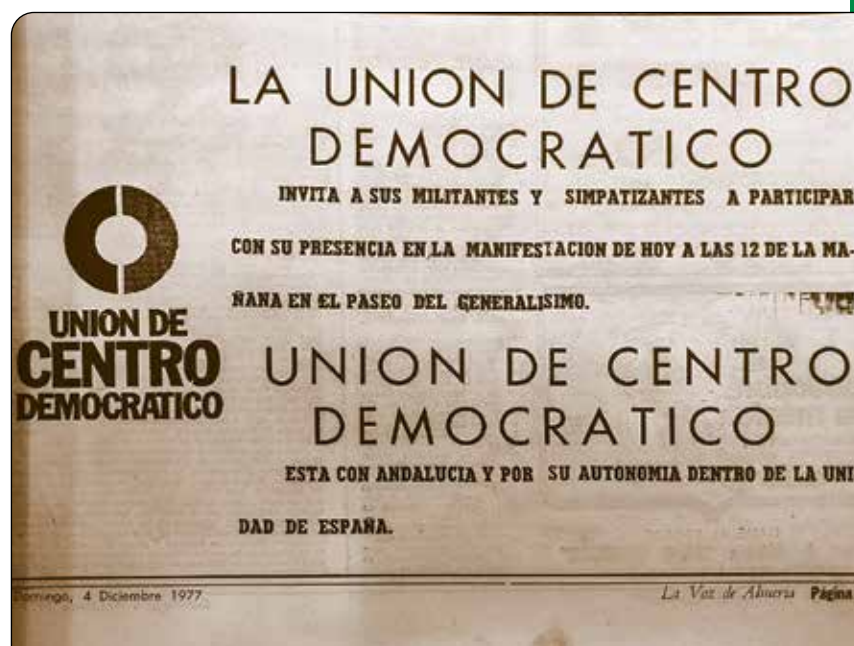 LA UNION DE CENTRO
DEMOCRATICO
INVITA A SUS MILITANTES Y SIMPATIZANTES A PARTICIPAR
CON SU PRESENCIA EN LA MANIFESTACION DE HOY A LAS 12 DE LA MA-
ÑANA EN EL PASEO DEL GENERALISIMO.
UNION DE
CENTRO
DEMOCRATICO
UNION DE CENTRO
DEMOCRATICO
ESTA CON ANDALUCIA Y POR SU AUTONOMIA DENTRO DE LA UNI
DAD DE ESPAÑA.
Domingo, 4 Diciembre 1977
La Voz de Almería Página